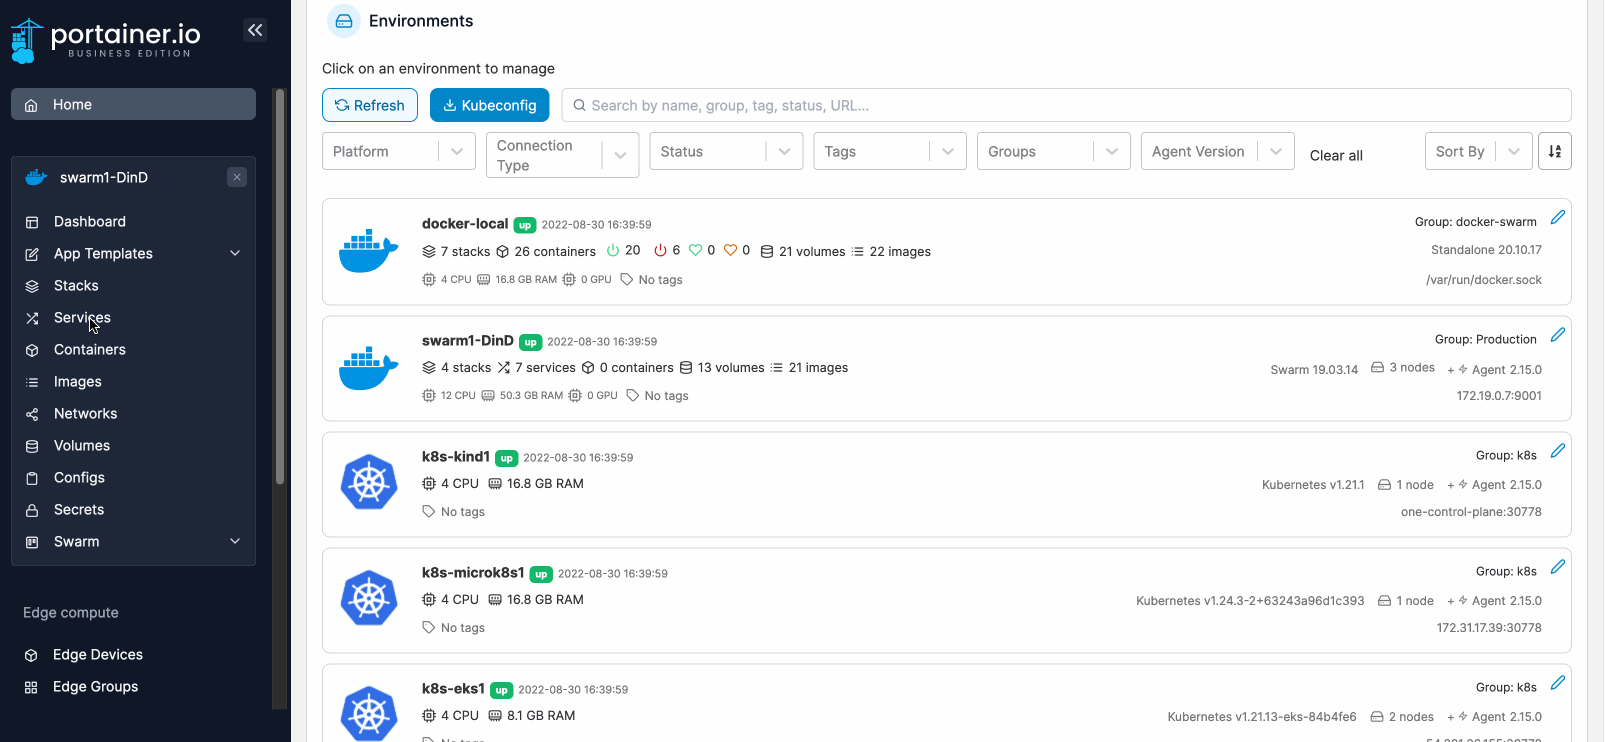 portainer.io
BUSINESS EDITION
Home
swarm1-DinD
Dashboard
App Templates
Stacks
Services
Containers
Images
Networks
Volumes
Configs
Secrets
Swarm
Edge compute
Edge Devices
Edge Groups
Environments
Click on an environment to manage
Refresh Kubeconfig Search by name, group, tag, status, URL...
Platform Connection Type Status Tags Groups Agent Version Clear all Sort By
docker-local up 2022-08-30 16:39:59 Group: docker-swarm
7 stacks 26 containers 20 6 0 0 21 volumes 22 images Standalone 20.10.17
4 CPU 16.8 GB RAM 0 GPU No tags /var/run/docker.sock
swarm1-DinD up 2022-08-30 16:39:59 Group: Production
4 stacks 7 services 0 containers 13 volumes 21 images Swarm 19.03.14 3 nodes + Agent 2.15.0
12 CPU 50.3 GB RAM 0 GPU No tags 172.19.0.7:9001
k8s-kind1 up 2022-08-30 16:39:59 Group: k8s
4 CPU 16.8 GB RAM Kubernetes v1.21.1 1 node + Agent 2.15.0
No tags one-control-plane:30778
k8s-microk8s1 up 2022-08-30 16:39:59 Group: k8s
4 CPU 16.8 GB RAM Kubernetes v1.24.3-2+63243a96d1c393 1 node + Agent 2.15.0
No tags 172.31.17.39:30778
k8s-eks1 up 2022-08-30 16:39:59 Group: k8s
4 CPU 8.1 GB RAM Kubernetes v1.21.13-eks-84b4fe6 2 nodes + Agent 2.15.0
No tags